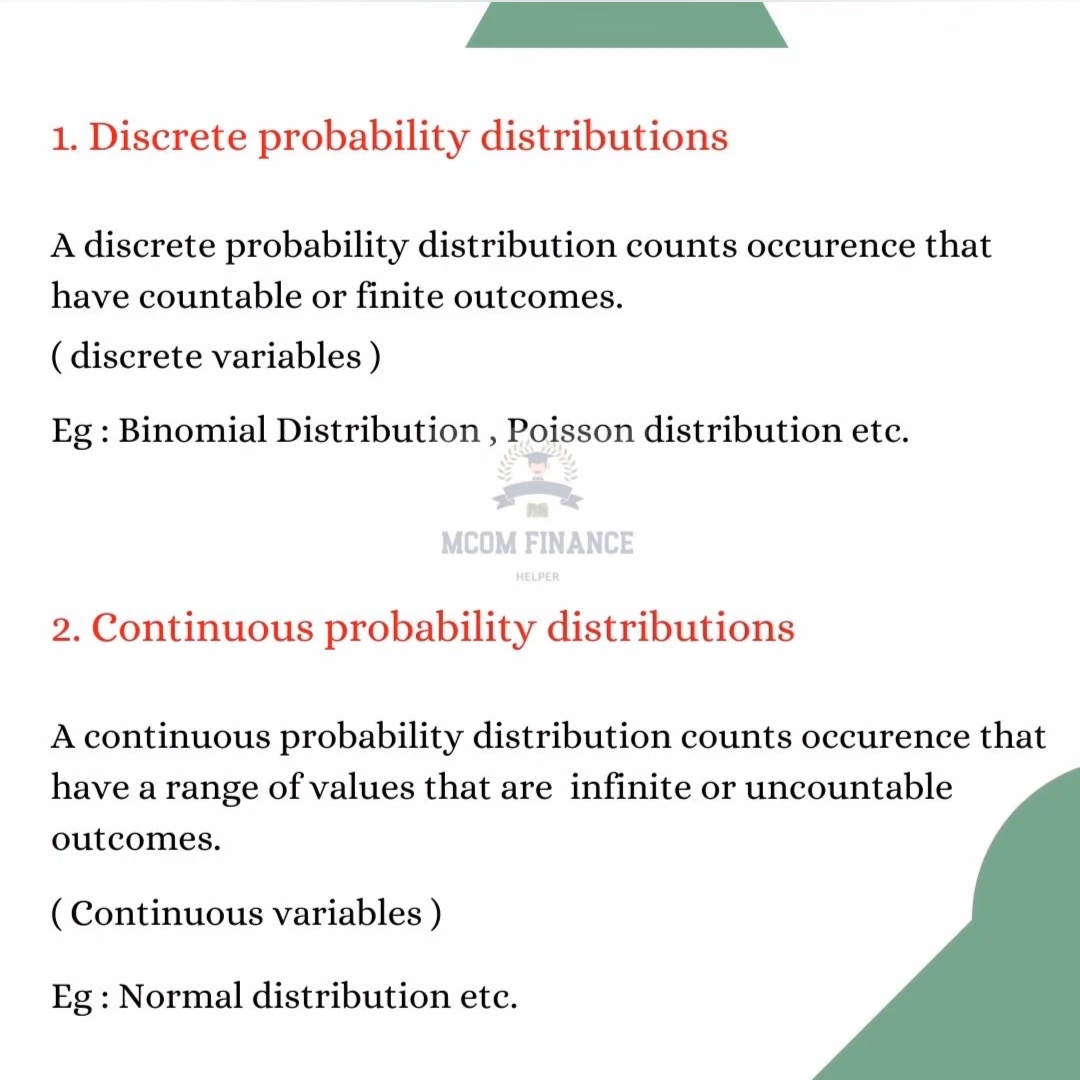 1. Discrete probability distributions
A discrete probability distribution counts occurence that
have countable or finite outcomes.
( discrete variables )
Eg : Binomial Distribution , Poisson distribution etc.
MCOM FINANCE
HELPER
2. Continuous probability distributions
A continuous probability distribution counts occurence that
have a range of values that are  infinite or uncountable
outcomes.
( Continuous variables )
Eg : Normal distribution etc.